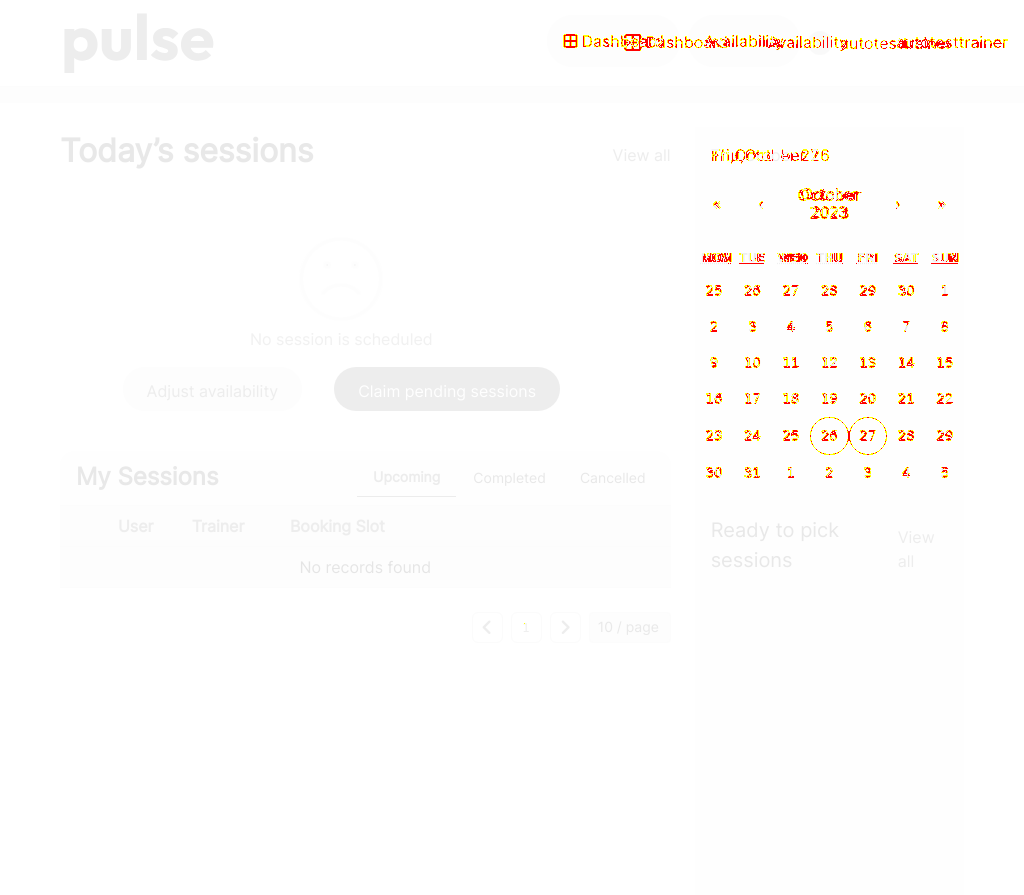 pulse
Dashboard Availability autotesttrainer
Today's sessions
View all
October
2023
No session is scheduled
Adjust availability
Claim pending sessions
MON TUE THU FRI SAT SUN
25 26 27 28 29 30 1
2 3 4 5 6 7 8
9 10 11 12 13 14 15
16 17 18 19 20 21 22
23 24 25 26 27 28 29
30 31 1 2 3 4 5
My Sessions
Upcoming Completed Cancelled
User Trainer Booking Slot
No records found
1
10 / page
Ready to pick
sessions
View
all